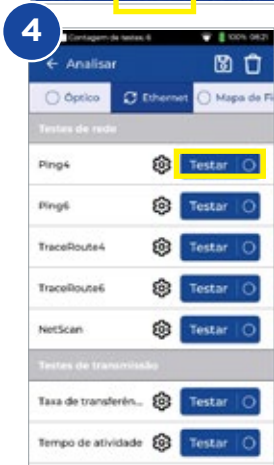 4
Contagem de testes: 6 100% 08:21
← Analisar
Óptico Ethernet Mapa de Fi
Testes de rede
Ping4 Testar
Ping6 Testar
TraceRoute4 Testar
TraceRoute6 Testar
NetScan Testar
Testes de transmissão
Taxa de transferên... Testar
Tempo de atividade Testar